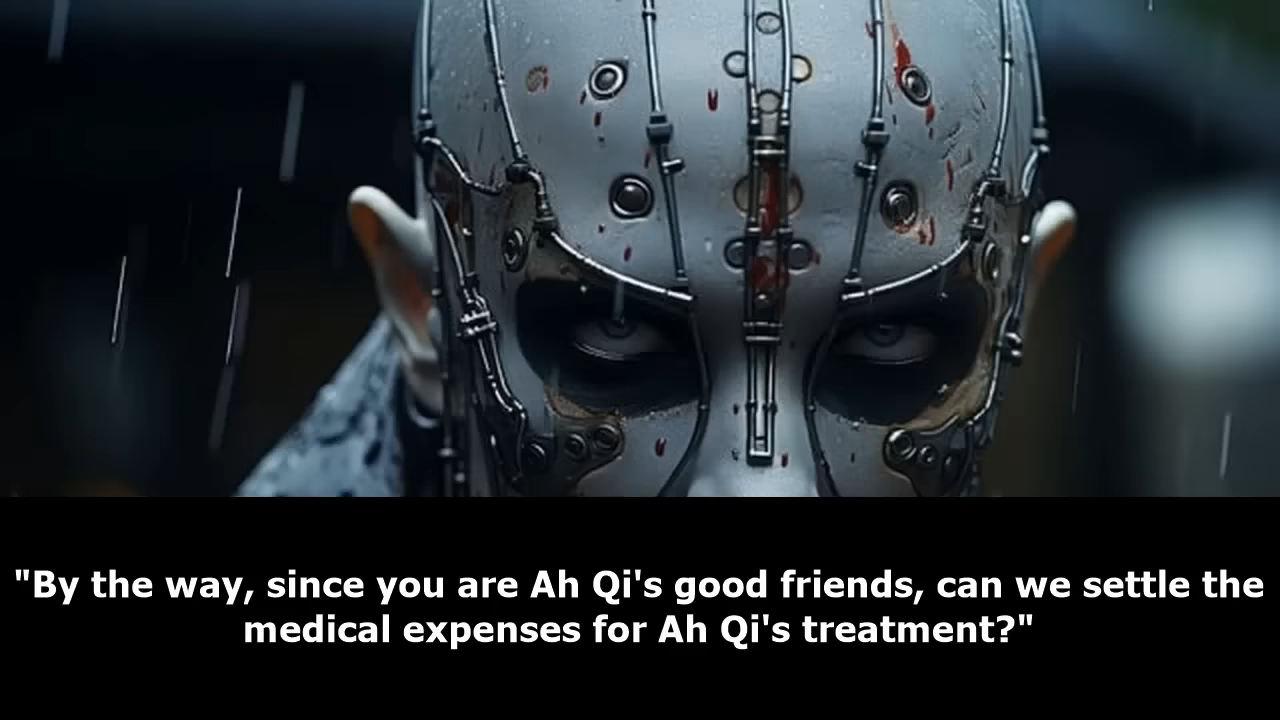 "By the way, since you are Ah Qi's good friends, can we settle the
medical expenses for Ah Qi's treatment?"